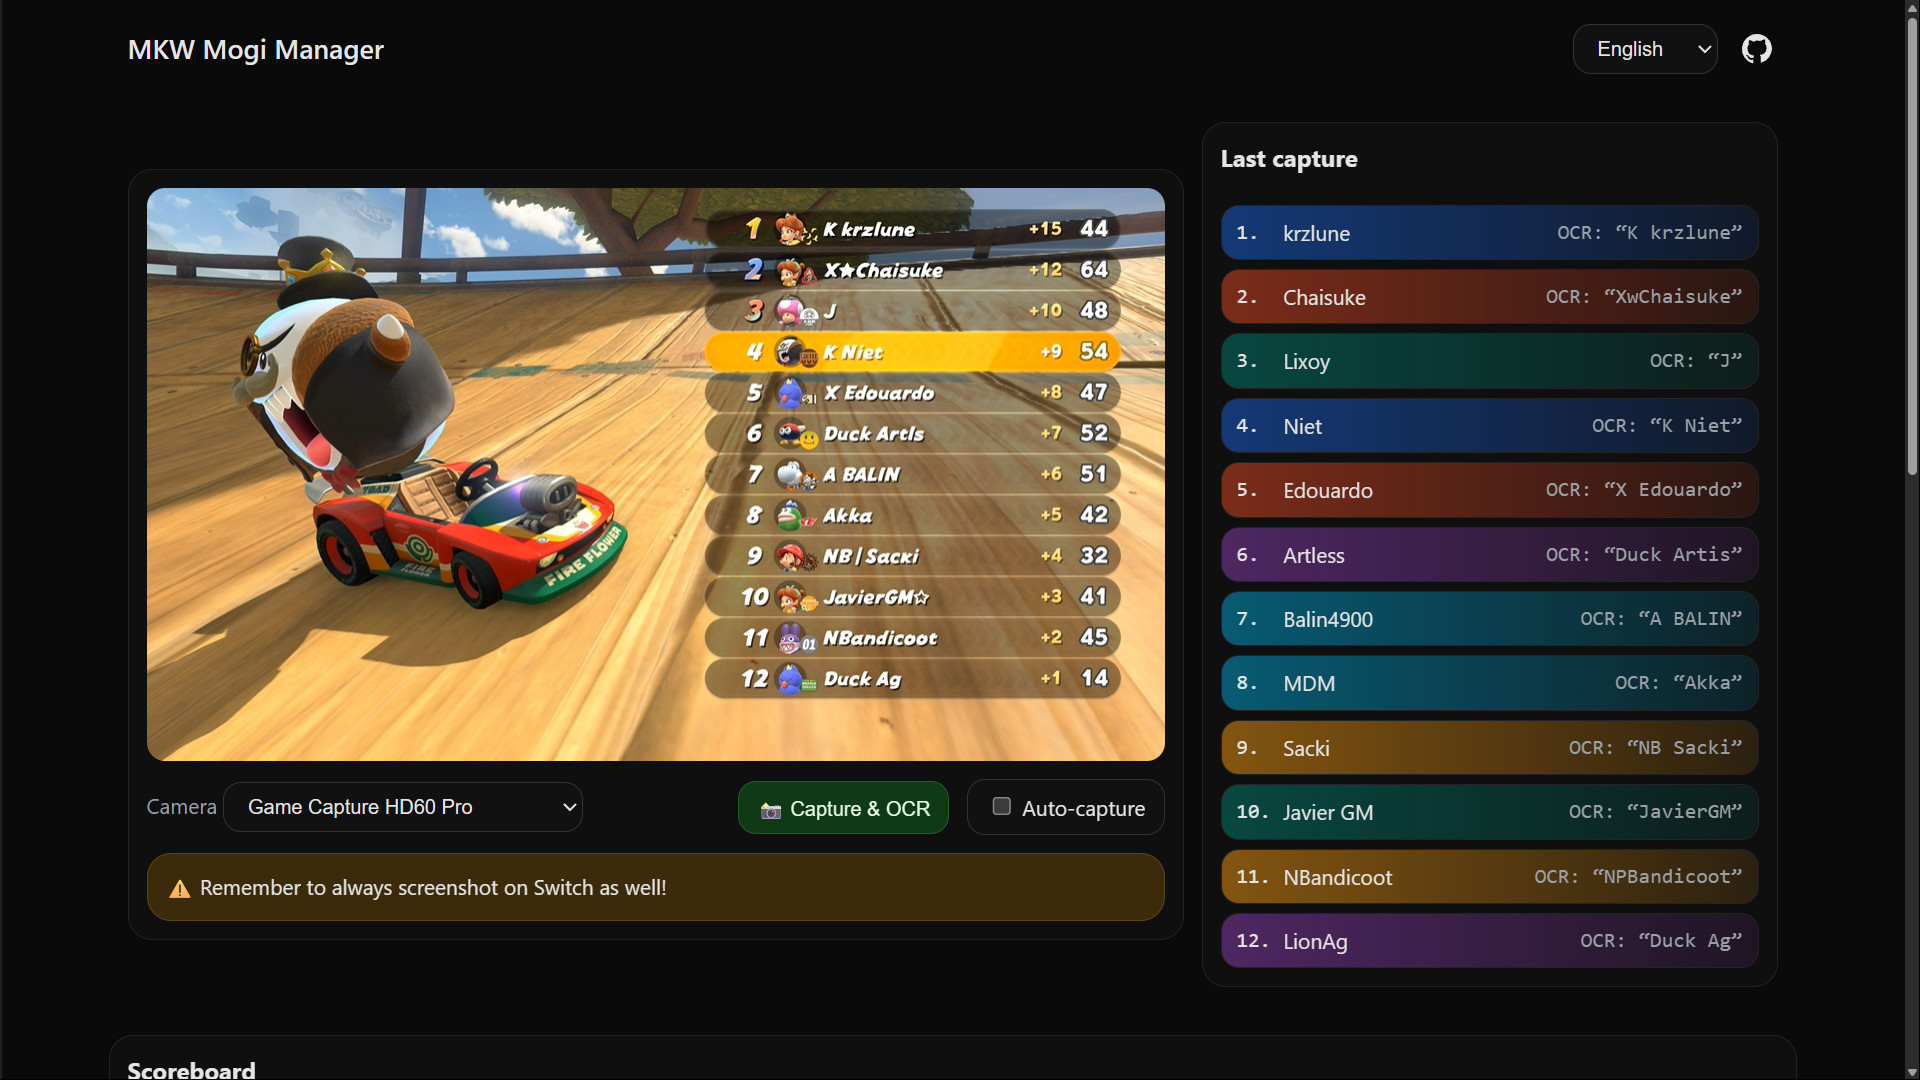 MKW Mogi Manager
English
1 K krzlune +15 44
2 X★Chaisuke +12 64
3 J +10 48
4 K Niet +9 54
5 X Edouardo +8 47
6 Duck Artls +7 52
7 A BALIN +6 51
8 Akka +5 42
9 NB | Sacкi +4 32
10 JavierGM☆ +3 41
11 NBandicoot +2 45
01
12 Duck Ag +1 14
TOAD
FIRE FLOWER
FIRE FLOWER
Camera
Game Capture HD60 Pro
Capture & OCR
Auto-capture
Remember to always screenshot on Switch as well!
Last capture
1. krzlune OCR: “K krzlune”
2. Chaisuke OCR: “XwChaisuke”
3. Lixoy OCR: “J”
4. Niet OCR: “K Niet”
5. Edouardo OCR: “X Edouardo”
6. Artless OCR: “Duck Artis”
7. Balin4900 OCR: “A BALIN”
8. MDM OCR: “Akka”
9. Sacki OCR: “NB Sacki”
10. Javier GM OCR: “JavierGM”
11. NBandicoot OCR: “NPBandicoot”
12. LionAg OCR: “Duck Ag”
Scoreboard